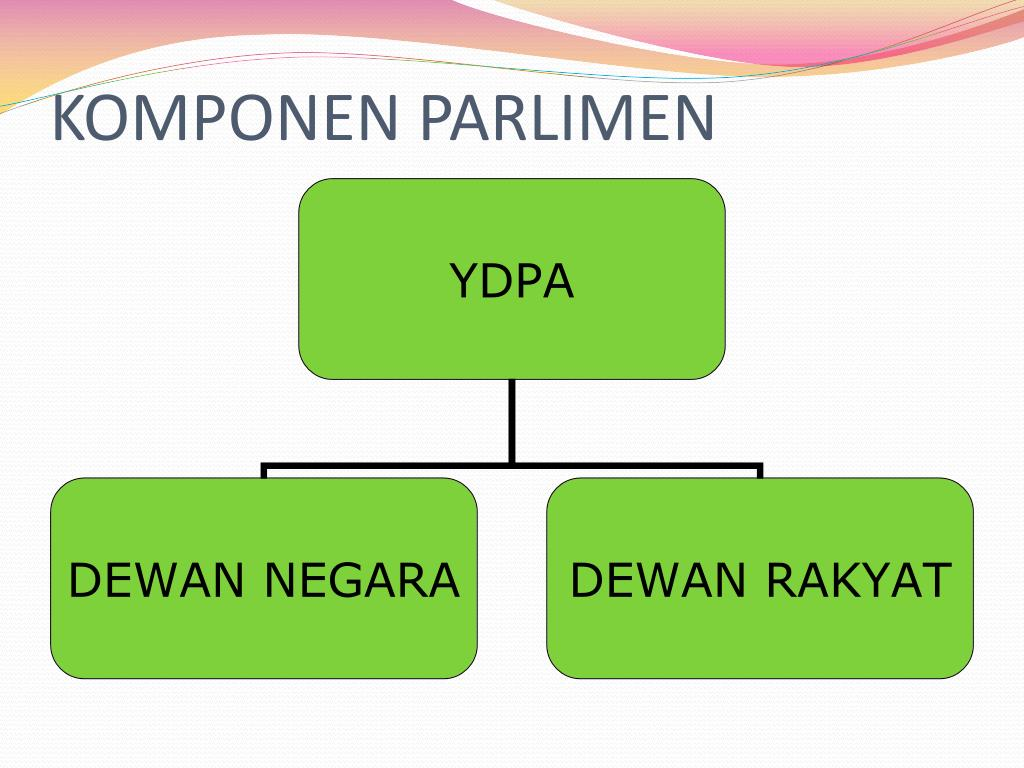 KOMPONEN PARLIMEN
YDPA
DEWAN NEGARA
DEWAN RAKYAT